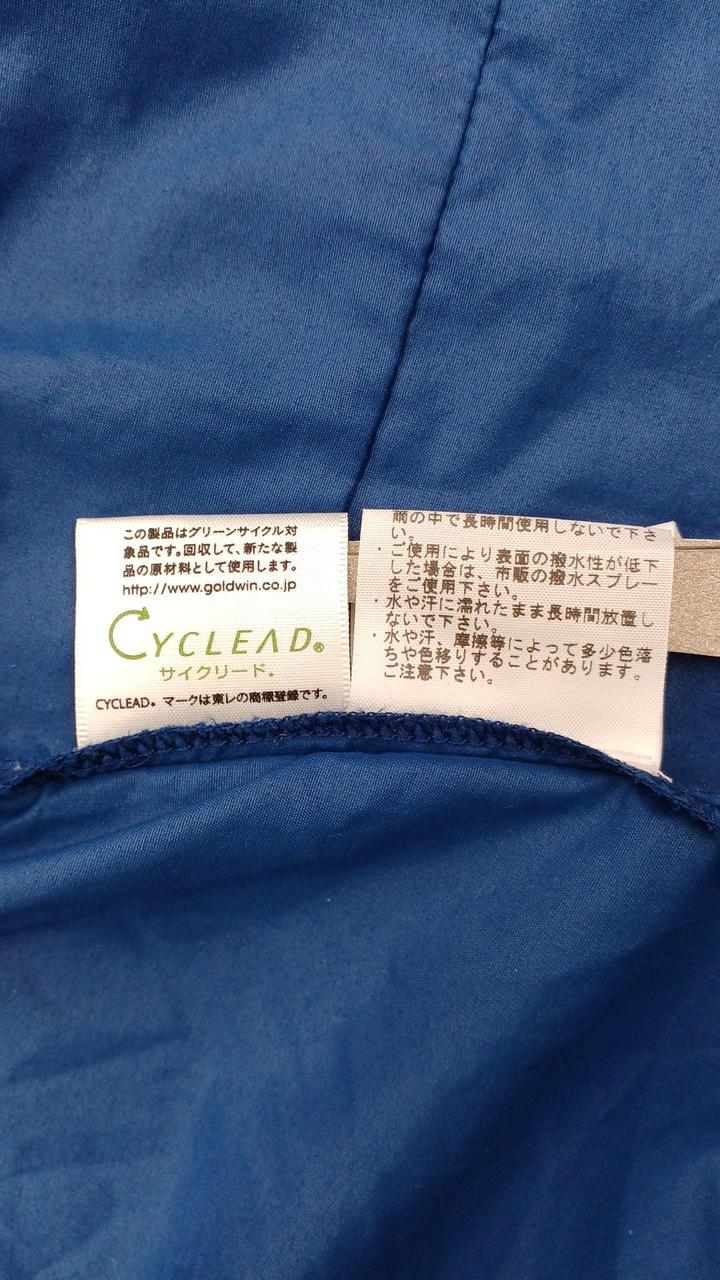 この製品はグリーンサイクル対
象品です。回収して、新たな製
品の原材料として使用します。
http://www.goldwin.co.jp
CYCLEAD®
サイクリード.
CYCLEAD. マークは東レの商標登録です。
雨の中で長時間使用しないで下さ
い。
・ご使用により表面の撥水性が低下
した場合は、市販の撥水スプレー
をご使用下さい。
・水や汗に濡れたまま長時間放置し
ないで下さい。
・水や汗、摩擦等によって多少色落
ちや色移りすることがあります。
ご注意下さい。